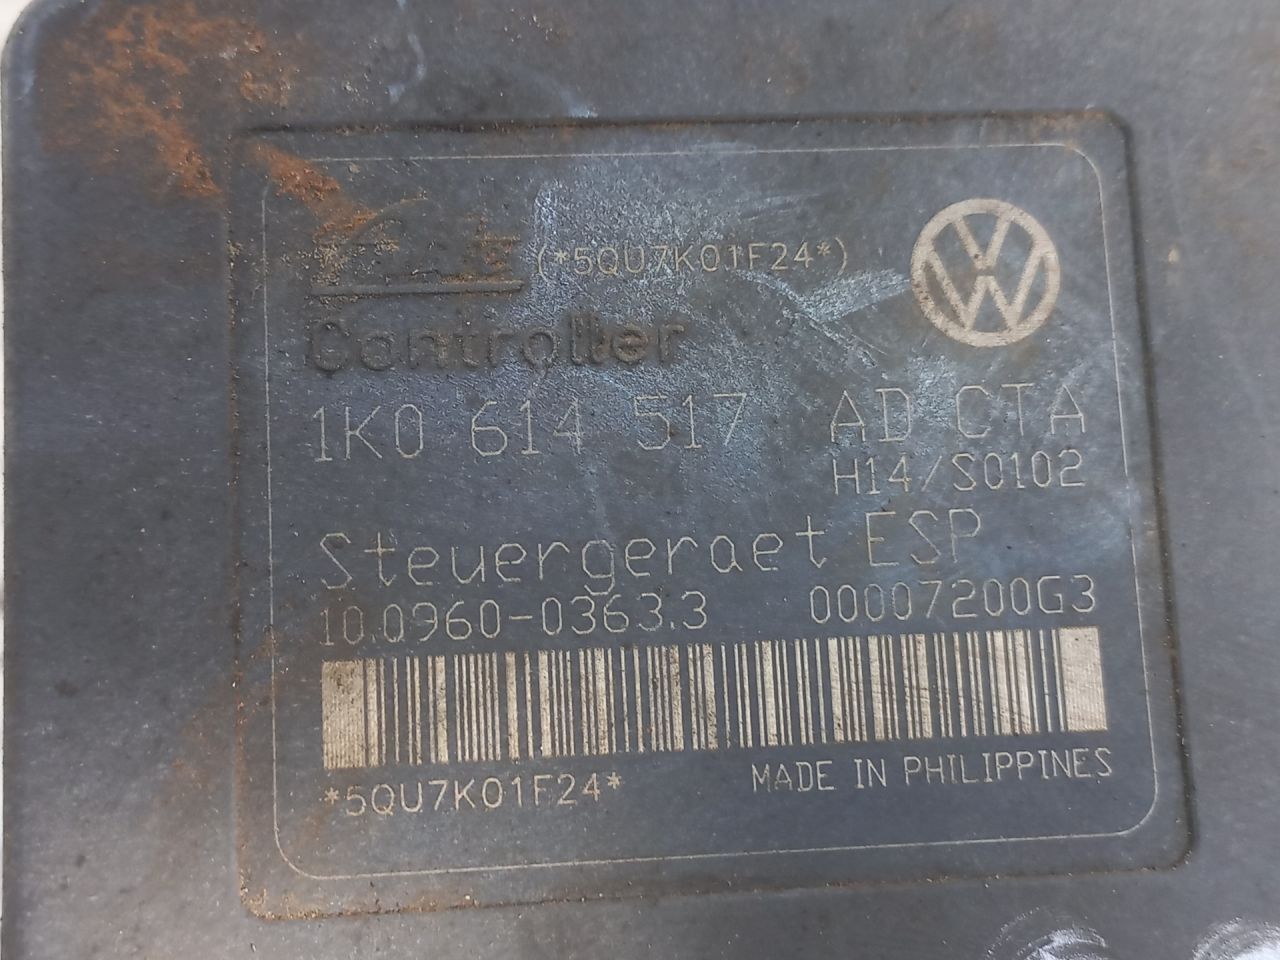 (*5QU7K01F24*)
Controller
1K0 614 517 AD CTA
H14/S0102
Steuergeraet ESP
10.0960-0363.3 00007200G3
*5QU7K01F24* MADE IN PHILIPPINES